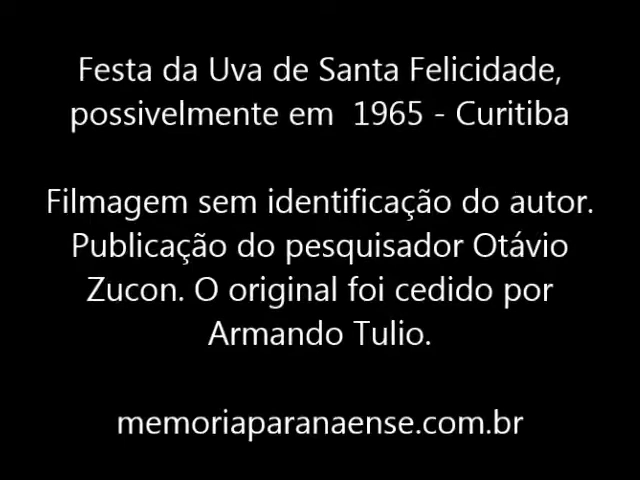 Festa da Uva de Santa Felicidade,
possivelmente em  1965 - Curitiba
Filmagem sem identificação do autor.
Publicação do pesquisador Otávio
Zucon. O original foi cedido por
Armando Tulio.
memoriaparanaense.com.br